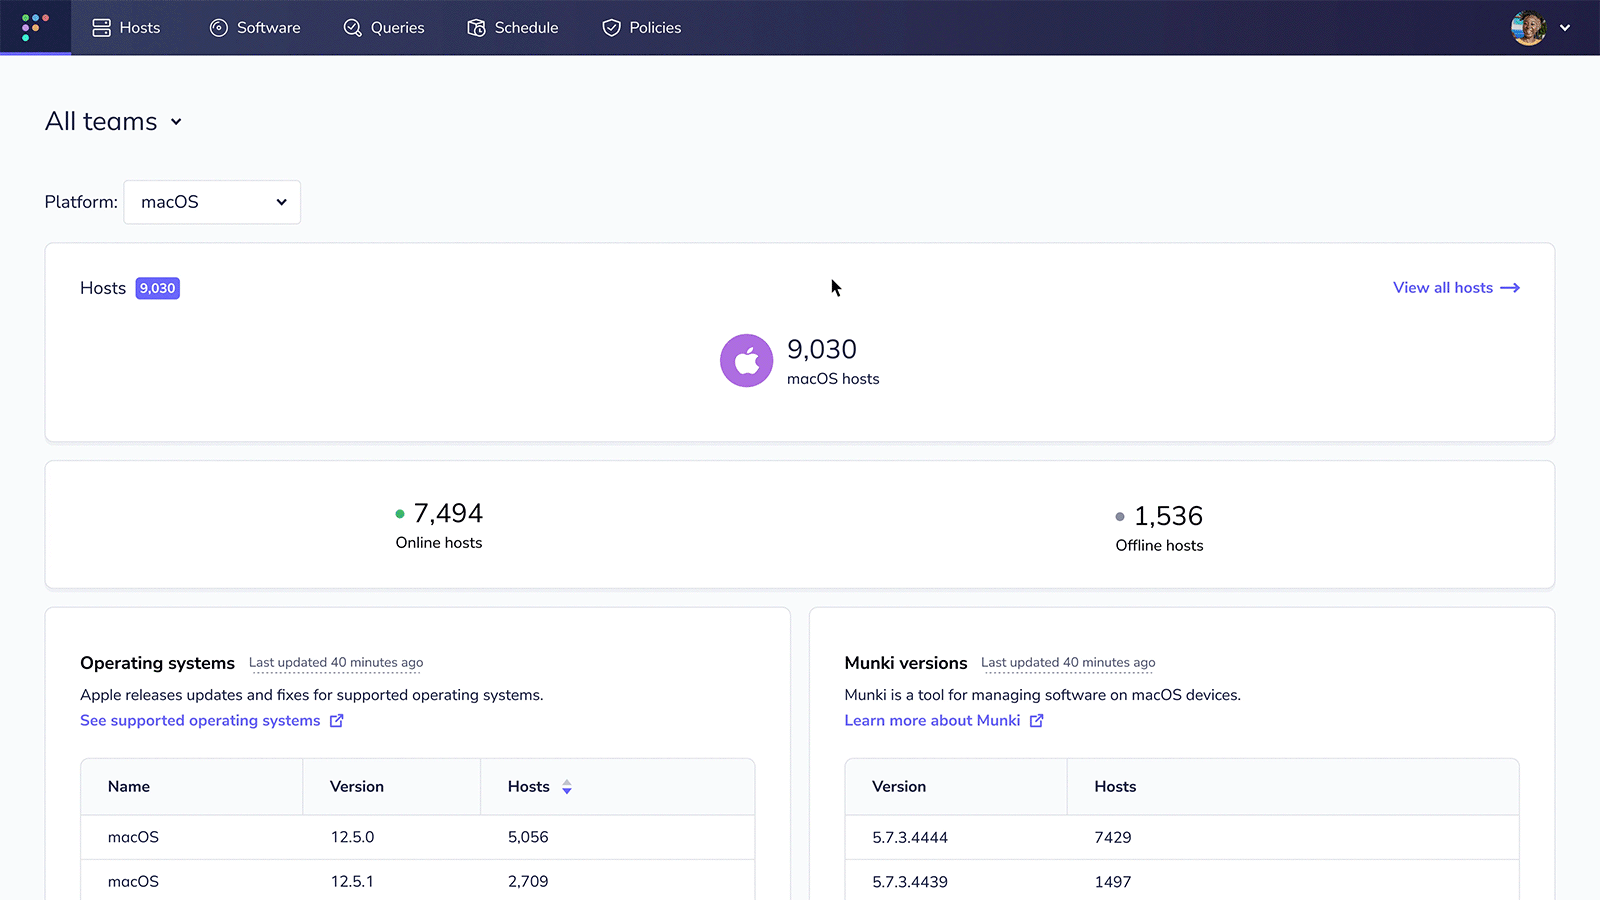 Hosts Software Queries Schedule Policies
All teams
Platform: macOS
Hosts 9,030 View all hosts
9,030
macOS hosts
7,494
Online hosts
1,536
Offline hosts
Operating systems Last updated 40 minutes ago
Apple releases updates and fixes for supported operating systems.
See supported operating systems
Name Version Hosts
macOS 12.5.0 5,056
macOS 12.5.1 2,709
Munki versions Last updated 40 minutes ago
Munki is a tool for managing software on macOS devices.
Learn more about Munki
Version Hosts
5.7.3.4444 7429
5.7.3.4439 1497